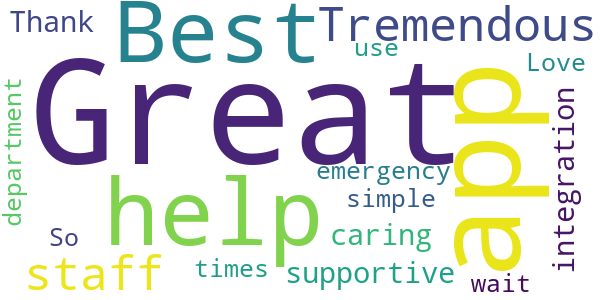 Thank
Best
Tremendous
use
Love
Great
app
department
integration
emergency
help
simple
So
caring
staff
times
supportive
wait